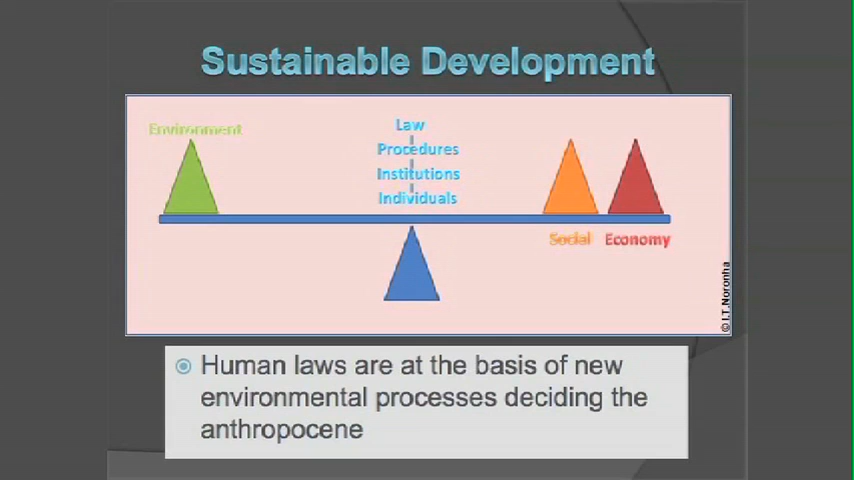 Sustainable Development
Environment
Law
Procedures
Institutions
Individuals
Social
Economy
© I.T.Noronha
Human laws are at the basis of new
environmental processes deciding the
anthropocene